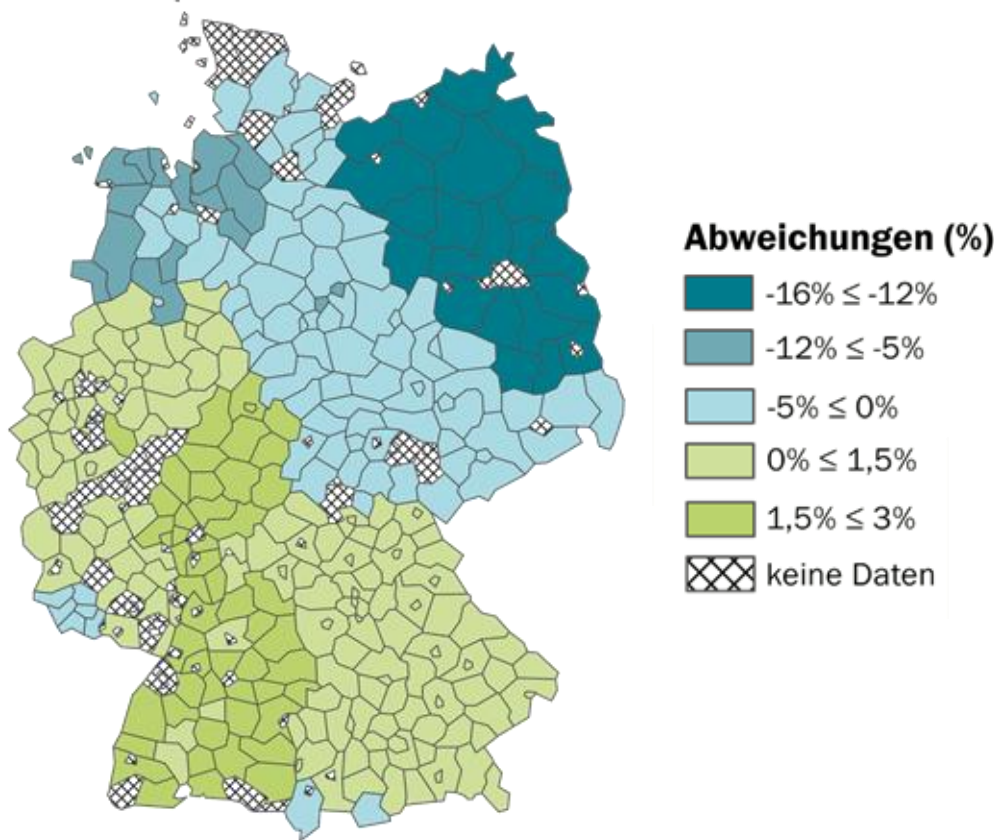 Abweichungen (%)
-16% ≤ -12%
-12% ≤ -5%
-5% ≤ 0%
0% ≤ 1,5%
1,5% ≤ 3%
keine Daten